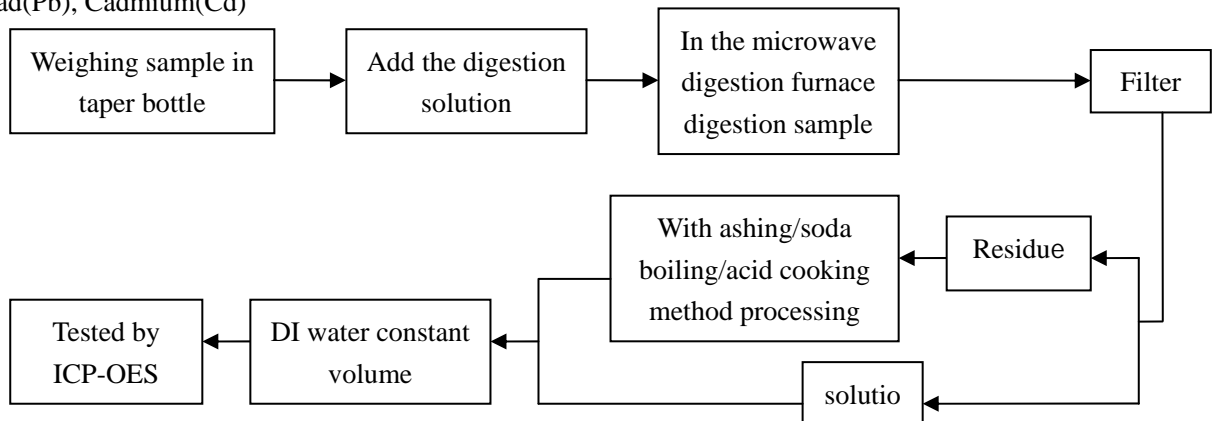 ad(Pb), Cadmium(Cd)
Weighing sample in
taper bottle
Add the digestion
solution
In the microwave
digestion furnace
digestion sample
Filter
With ashing/soda
boiling/acid cooking
method processing
Residue
Tested by
ICP-OES
DI water constant
volume
solutio